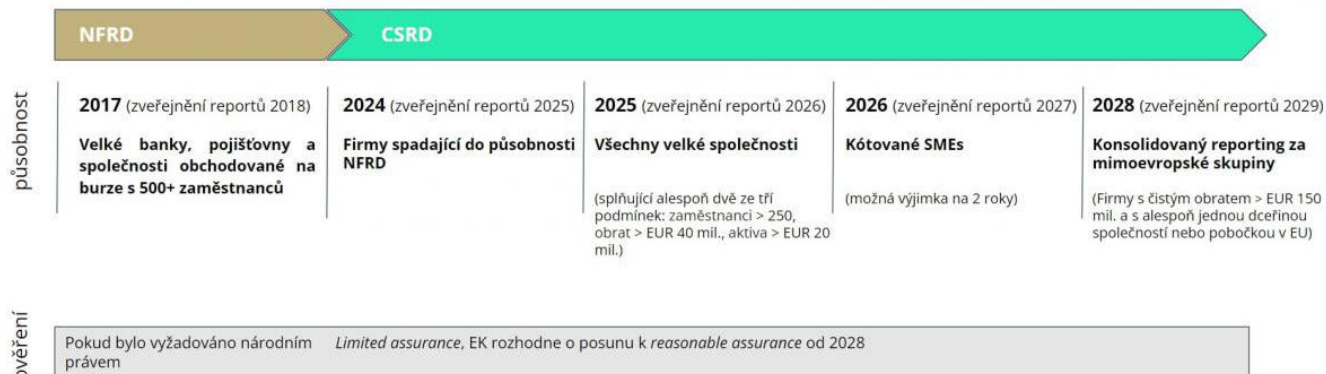 NFRD
CSRD
působnost
2017 (zveřejnění reportů 2018)
Velké banky, pojišťovny a
společnosti obchodované na
burze s 500+ zaměstnanců
2024 (zveřejnění reportů 2025)
Firmy spadající do působnosti
NFRD
2025 (zveřejnění reportů 2026)
Všechny velké společnosti
(splňující alespoň dvě ze tří
podmínek: zaměstnanci > 250,
obrat > EUR 40 mil., aktiva > EUR 20
mil.)
2026 (zveřejnění reportů 2027)
Kótované SMEs
(možná výjimka na 2 roky)
2028 (zveřejnění reportů 2029)
Konsolidovaný reporting za
mimoevropské skupiny
(Firmy s čistým obratem > EUR 150
mil. a s alespoň jednou dceřinou
společností nebo pobočkou v EU)
ověření
Pokud bylo vyžadováno národním
právem
Limited assurance, EK rozhodne o posunu k reasonable assurance od 2028